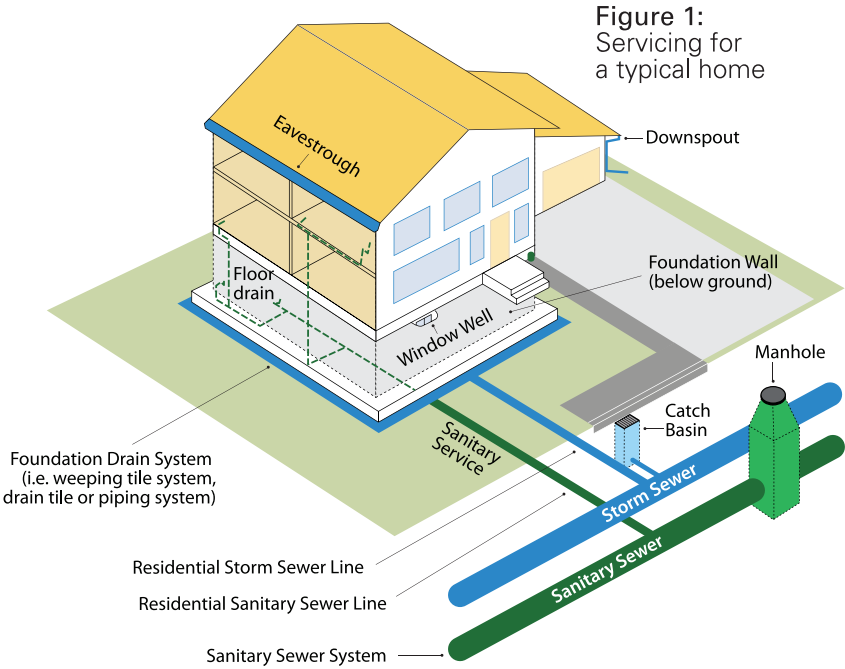 Figure 1:
Servicing for
a typical home
Eavestrough
Downspout
Floor
drain
Foundation Wall
(below ground)
Window Well
Manhole
Catch
Basin
Sanitary
Service
Foundation Drain System
(i.e. weeping tile system,
drain tile or piping system)
Storm Sewer
Residential Storm Sewer Line
Sanitary Sewer
Residential Sanitary Sewer Line
Sanitary Sewer System